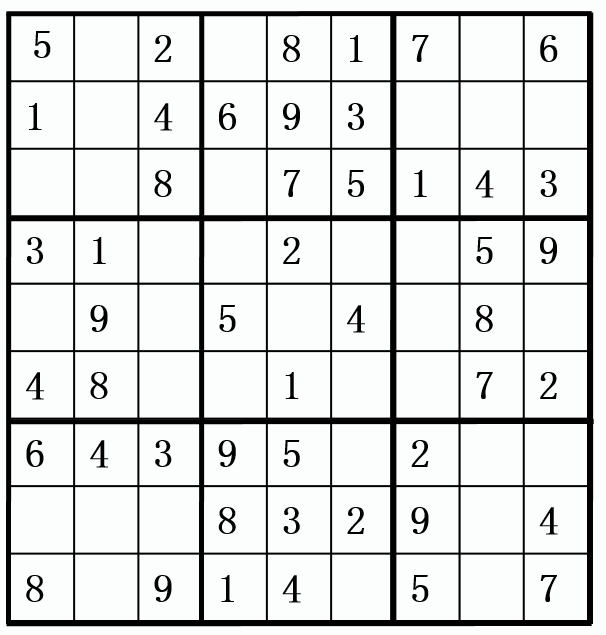 5 2 8 1 7 6
1 4 6 9 3
8 7 5 1 4 3
3 1 2 5 9
9 5 4 8
4 8 1 7 2
6 4 3 9 5 2
8 3 2 9 4
8 9 1 4 5 7